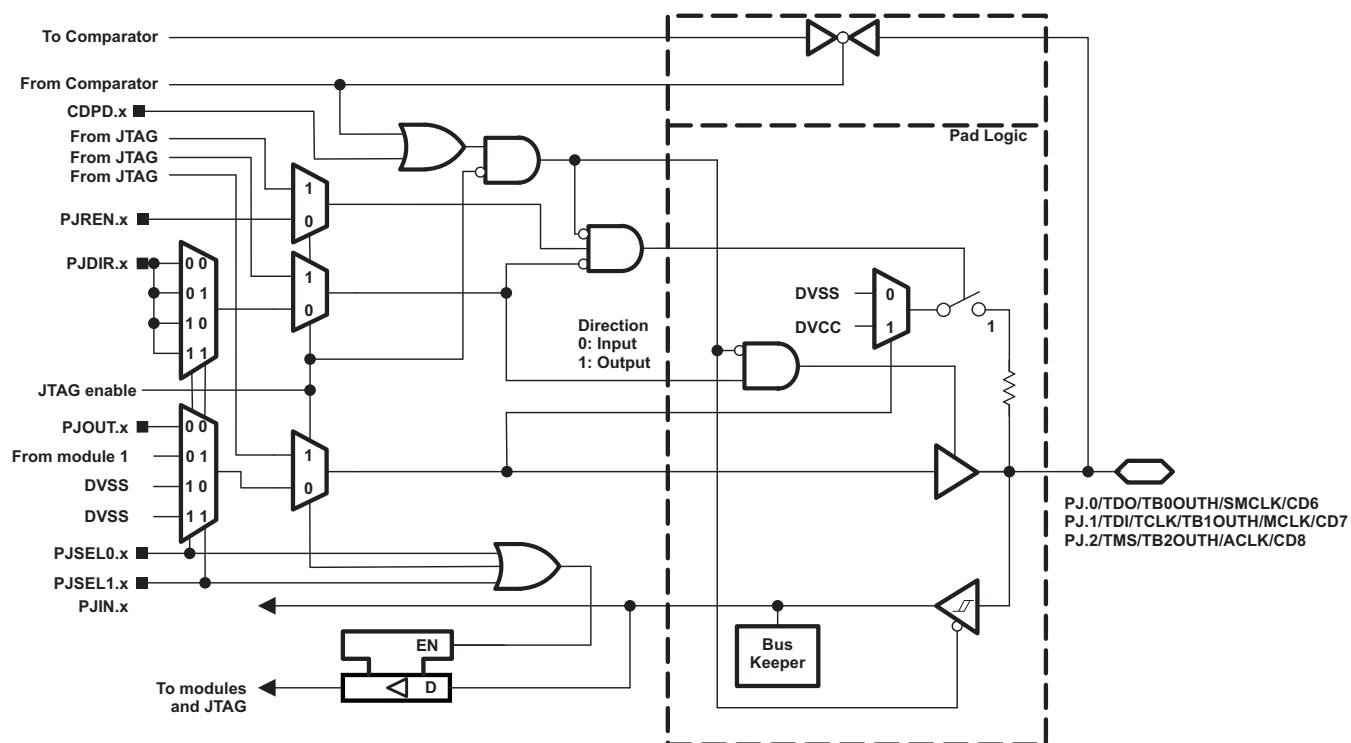 To Comparator
From Comparator
CDPD.x
From JTAG
From JTAG
From JTAG
Pad Logic
1
0
PJREN.x
PJDIR.x
0 0
0 1
1 0
1 1
1
0
DVSS
DVCC
0
1
1
Direction
0: Input
1: Output
JTAG enable
PJOUT.x
From module 1
DVSS
DVSS
0 0
0 1
1 0
1 1
1
0
PJ.0/TDO/TB0OUTH/SMCLK/CD6
PJ.1/TDI/TCLK/TB1OUTH/MCLK/CD7
PJ.2/TMS/TB2OUTH/ACLK/CD8
PJSEL0.x
PJSEL1.x
PJIN.x
EN
D
Bus
Keeper
To modules
and JTAG